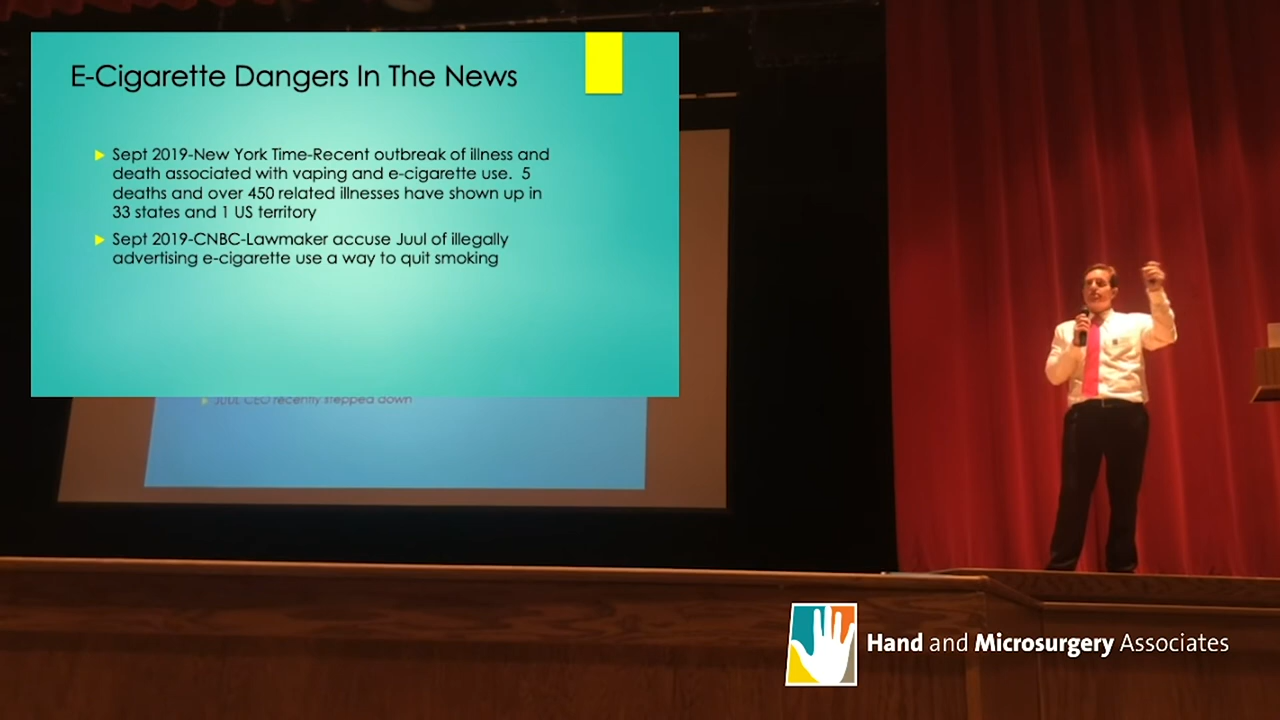 E-Cigarette Dangers In The News
Sept 2019-New York Time-Recent outbreak of illness and
death associated with vaping and e-cigarette use. 5
deaths and over 450 related illnesses have shown up in
33 states and 1 US territory
Sept 2019-CNBC-Lawmaker accuse Juul of illegally
advertising e-cigarette use a way to quit smoking
JUUL CEO recently stepped down
Hand and Microsurgery Associates